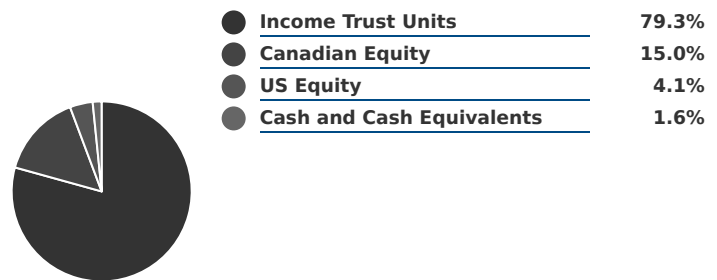 Income Trust Units 79.3%
Canadian Equity 15.0%
US Equity 4.1%
Cash and Cash Equivalents 1.6%